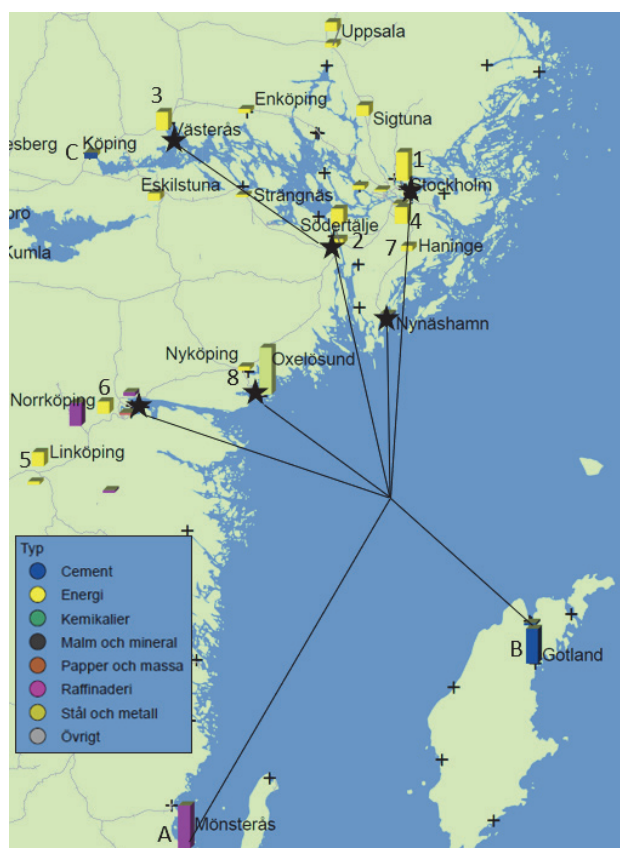 Uppsala
3
Enköping
Sigtuna
Västerås
esberg
C
Köping
1
Stockholm
Eskilstuna
Strängnäs
oro
Södertälje
4
Kumla
2
7
Haninge
Nynäshamn
Nyköping
Oxelösund
8
6
Norrköping
5
Linköping
Typ
Cement
Energi
Kemikalier
Malm och mineral
Papper och massa
Raffinaderi
Stål och metall
Övrigt
B
Gotland
A
Mönsterås